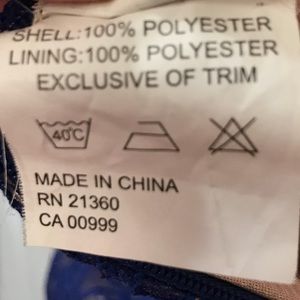 SHELL:100% POLYESTER
LINING:100% POLYESTER
EXCLUSIVE OF TRIM
40°C
MADE IN CHINA
RN 21360
CA 00999